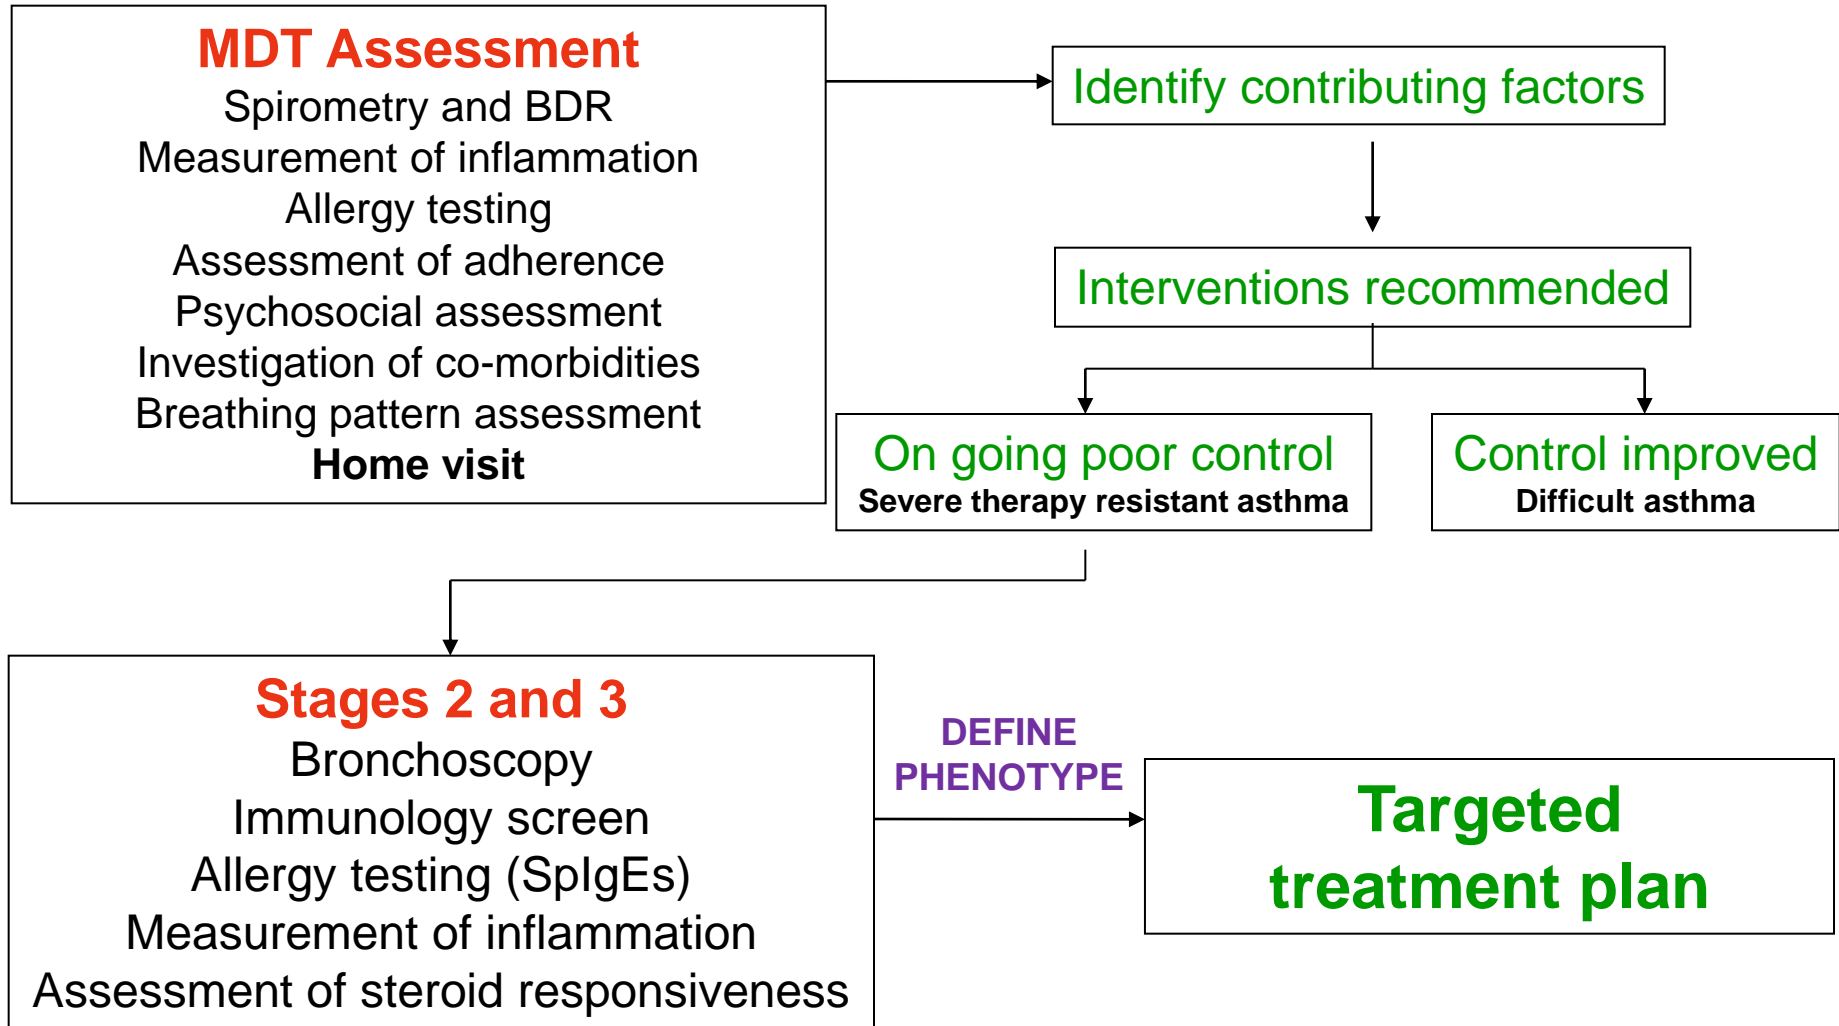 MDT Assessment
Spirometry and BDR
Measurement of inflammation
Allergy testing
Assessment of adherence
Psychosocial assessment
Investigation of co-morbidities
Breathing pattern assessment
Home visit
Identify contributing factors
Interventions recommended
On going poor control
Severe therapy resistant asthma
Control improved
Difficult asthma
Stages 2 and 3
Bronchoscopy
Immunology screen
Allergy testing (SpIgEs)
Measurement of inflammation
Assessment of steroid responsiveness
DEFINE
PHENOTYPE
Targeted
treatment plan